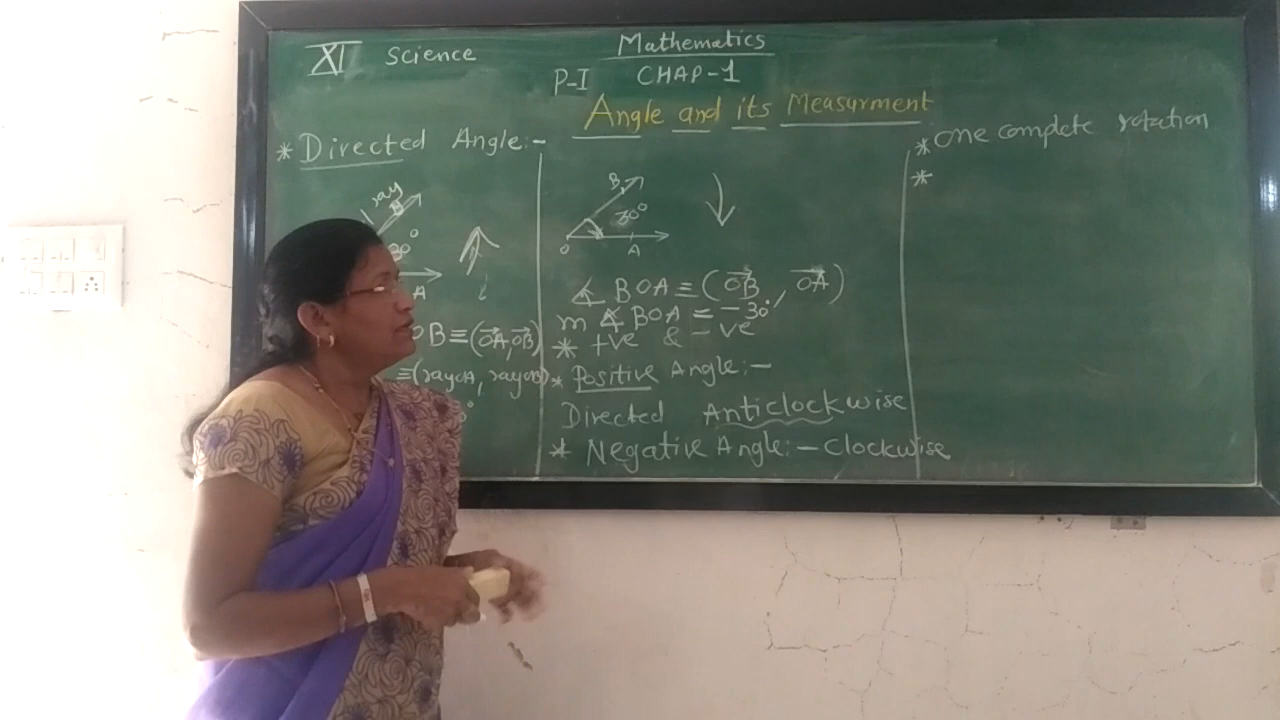 XI Science
Mathematics
P-I CHAP-1
Angle and its Measurment
* Directed Angle:-
ray
B
30°
A
OB ≡ (OA, OB)
≡ (ray OA, ray OB)
B
30°
O
A
∡ BOA ≡ (OB, OA)
m ∡ BOA = -30°
* +ve & -ve
* Positive Angle:-
Directed Anticlockwise
* Negative Angle:- Clockwise
* One complete rotation
*